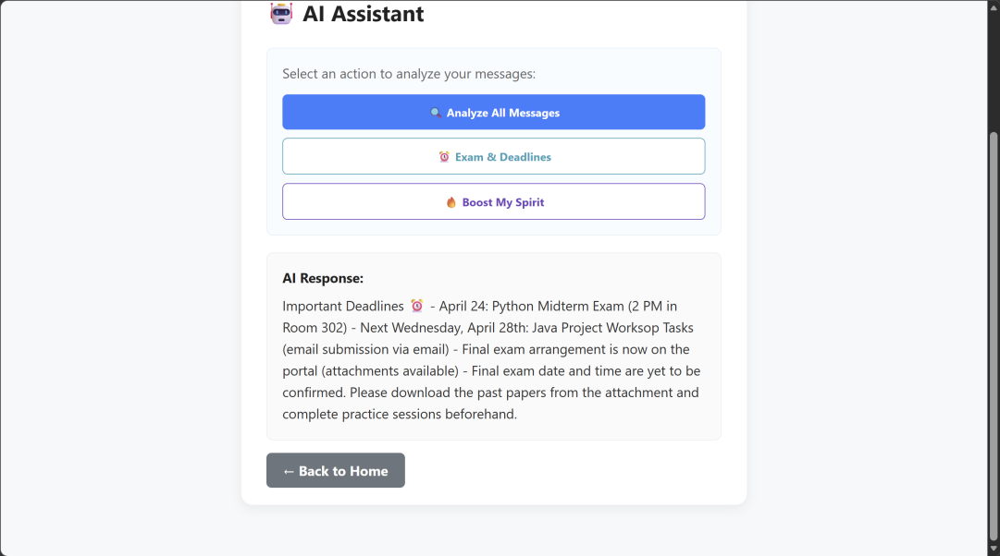 AI Assistant
Select an action to analyze your messages:
🔍 Analyze All Messages
⏰ Exam & Deadlines
🔥 Boost My Spirit
AI Response:
Important Deadlines ⏰ - April 24: Python Midterm Exam (2 PM in
Room 302) - Next Wednesday, April 28th: Java Project Worksop Tasks
(email submission via email) - Final exam arrangement is now on the
portal (attachments available) - Final exam date and time are yet to be
confirmed. Please download the past papers from the attachment and
complete practice sessions beforehand.
← Back to Home